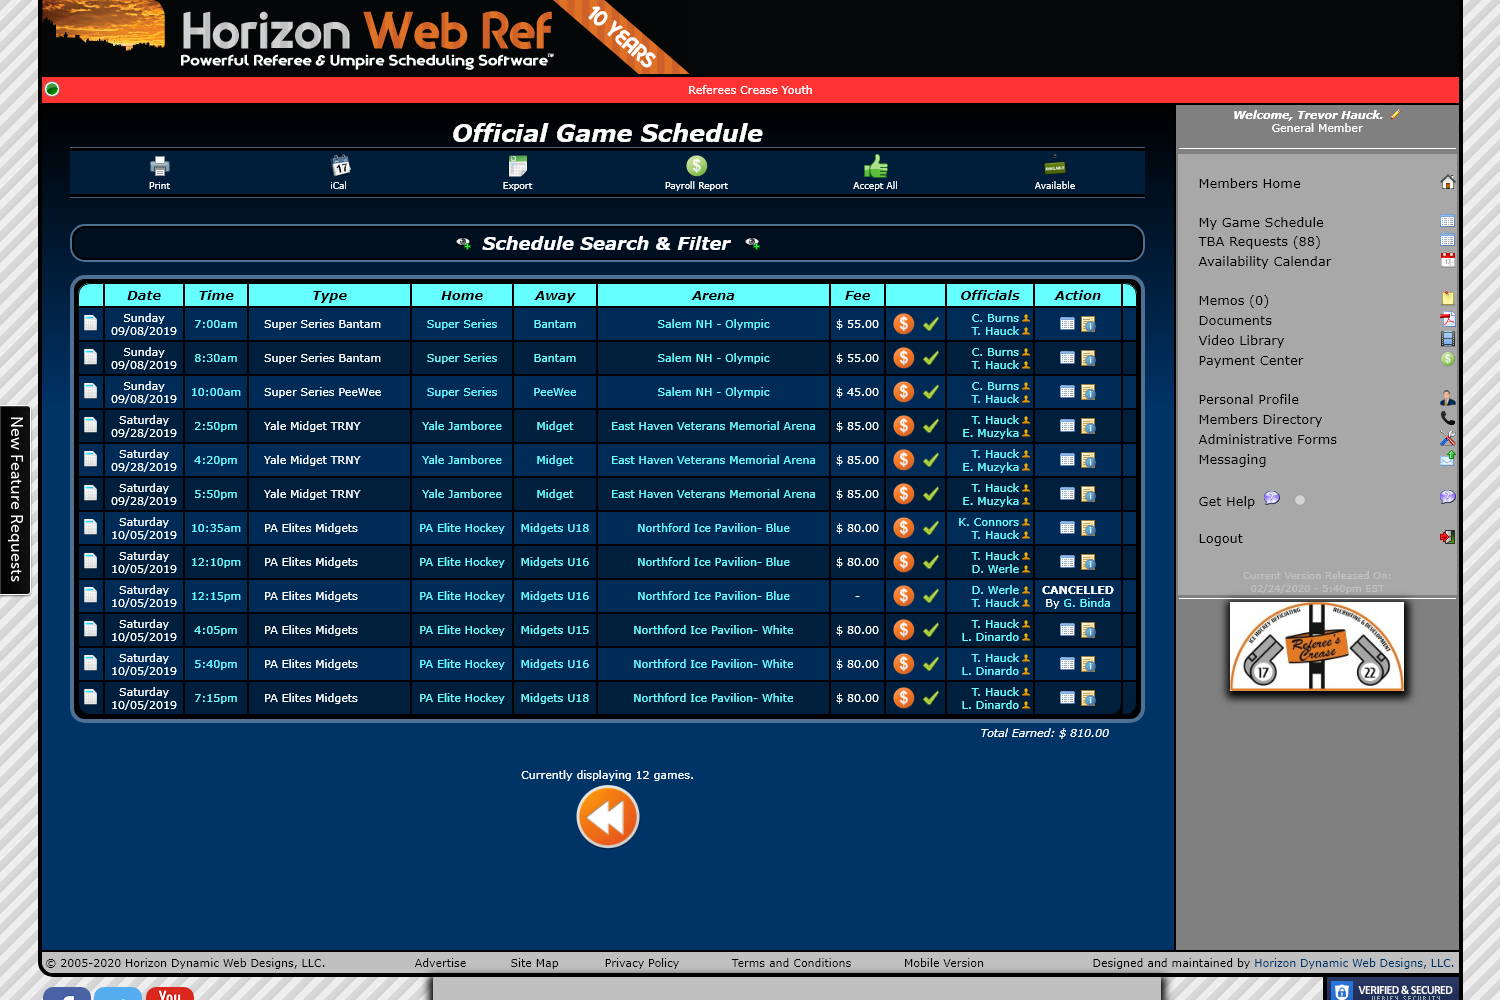 Horizon Web Ref
Powerful Referee & Umpire Scheduling Software™
10 YEARS
Referees Crease Youth
Official Game Schedule
Print iCal Export Payroll Report Accept All Available
Schedule Search & Filter
Date Time Type Home Away Arena Fee Officials Action
Sunday 09/08/2019 7:00am Super Series Bantam Super Series Bantam Salem NH - Olympic $ 55.00 C. Burns T. Hauck
Sunday 09/08/2019 8:30am Super Series Bantam Super Series Bantam Salem NH - Olympic $ 55.00 C. Burns T. Hauck
Sunday 09/08/2019 10:00am Super Series PeeWee Super Series PeeWee Salem NH - Olympic $ 45.00 C. Burns T. Hauck
Saturday 09/28/2019 2:50pm Yale Midget TRNY Yale Jamboree Midget East Haven Veterans Memorial Arena $ 85.00 T. Hauck E. Muzyka
Saturday 09/28/2019 4:20pm Yale Midget TRNY Yale Jamboree Midget East Haven Veterans Memorial Arena $ 85.00 T. Hauck E. Muzyka
Saturday 09/28/2019 5:50pm Yale Midget TRNY Yale Jamboree Midget East Haven Veterans Memorial Arena $ 85.00 T. Hauck E. Muzyka
Saturday 10/05/2019 10:35am PA Elites Midgets PA Elite Hockey Midgets U18 Northford Ice Pavilion- Blue $ 80.00 K. Connors T. Hauck
Saturday 10/05/2019 12:10pm PA Elites Midgets PA Elite Hockey Midgets U16 Northford Ice Pavilion- Blue $ 80.00 T. Hauck D. Werle
Saturday 10/05/2019 12:15pm PA Elites Midgets PA Elite Hockey Midgets U16 Northford Ice Pavilion- Blue - D. Werle T. Hauck CANCELLED By G. Binda
Saturday 10/05/2019 4:05pm PA Elites Midgets PA Elite Hockey Midgets U15 Northford Ice Pavilion- White $ 80.00 T. Hauck L. Dinardo
Saturday 10/05/2019 5:40pm PA Elites Midgets PA Elite Hockey Midgets U16 Northford Ice Pavilion- White $ 80.00 T. Hauck L. Dinardo
Saturday 10/05/2019 7:15pm PA Elites Midgets PA Elite Hockey Midgets U18 Northford Ice Pavilion- White $ 80.00 T. Hauck L. Dinardo
Total Earned: $ 810.00
Currently displaying 12 games.
New Feature Requests
Welcome, Trevor Hauck.
General Member
Members Home
My Game Schedule
TBA Requests (88)
Availability Calendar
Memos (0)
Documents
Video Library
Payment Center
Personal Profile
Members Directory
Administrative Forms
Messaging
Get Help
Logout
Current Version Released On:
02/24/2020 - 5:40pm EST
ICE HOCKEY OFFICIATING RECRUITING & DEVELOPMENT
Referee's
Crease
17 22
© 2005-2020 Horizon Dynamic Web Designs, LLC. Advertise Site Map Privacy Policy Terms and Conditions Mobile Version Designed and maintained by Horizon Dynamic Web Designs, LLC.
You
VERIFIED & SECURED
VERIFY SECURITY